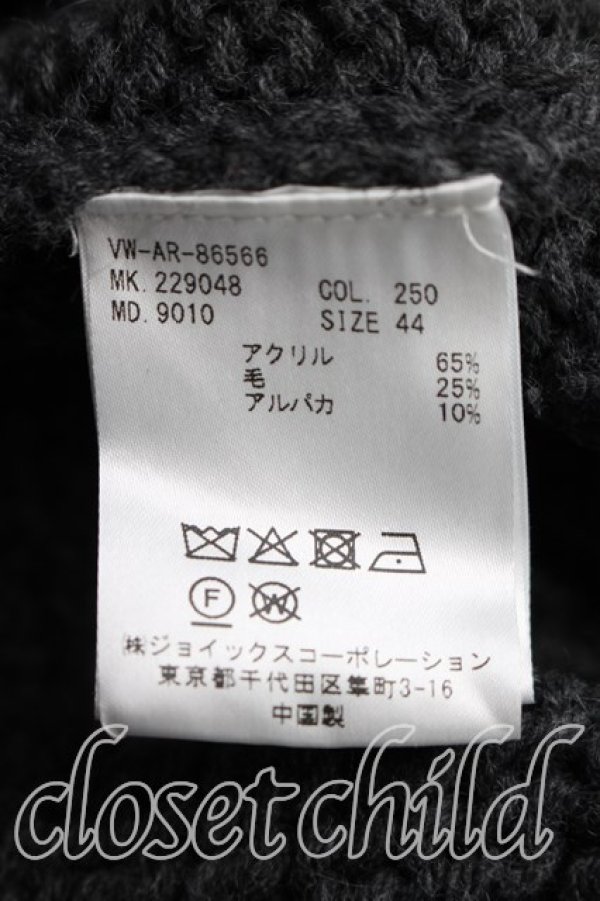 VW-AR-86566
MK. 229048 COL. 250
MD. 9010 SIZE 44
アクリル 65%
毛 25%
アルパカ 10%
F W
㈱ジョイックスコーポレーション
東京都千代田区隼町3-16
中国製
closet child